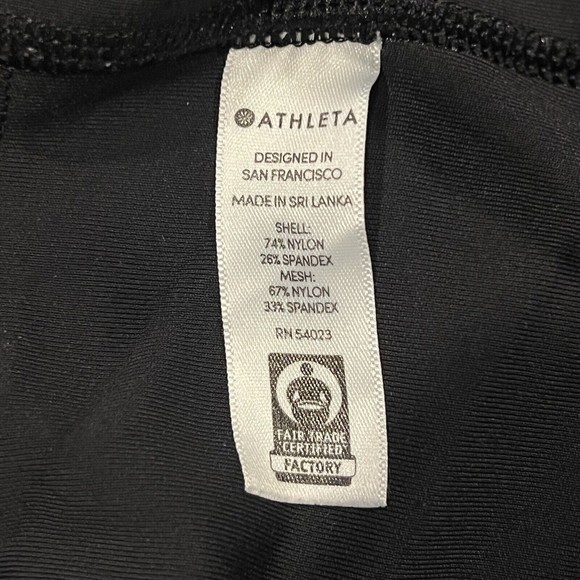 ATHLETA
DESIGNED IN
SAN FRANCISCO
MADE IN SRI LANKA
SHELL:
74% NYLON
26% SPANDEX
MESH:
67% NYLON
33% SPANDEX
RN 54023
FAIR TRADE
CERTIFIED
FACTORY